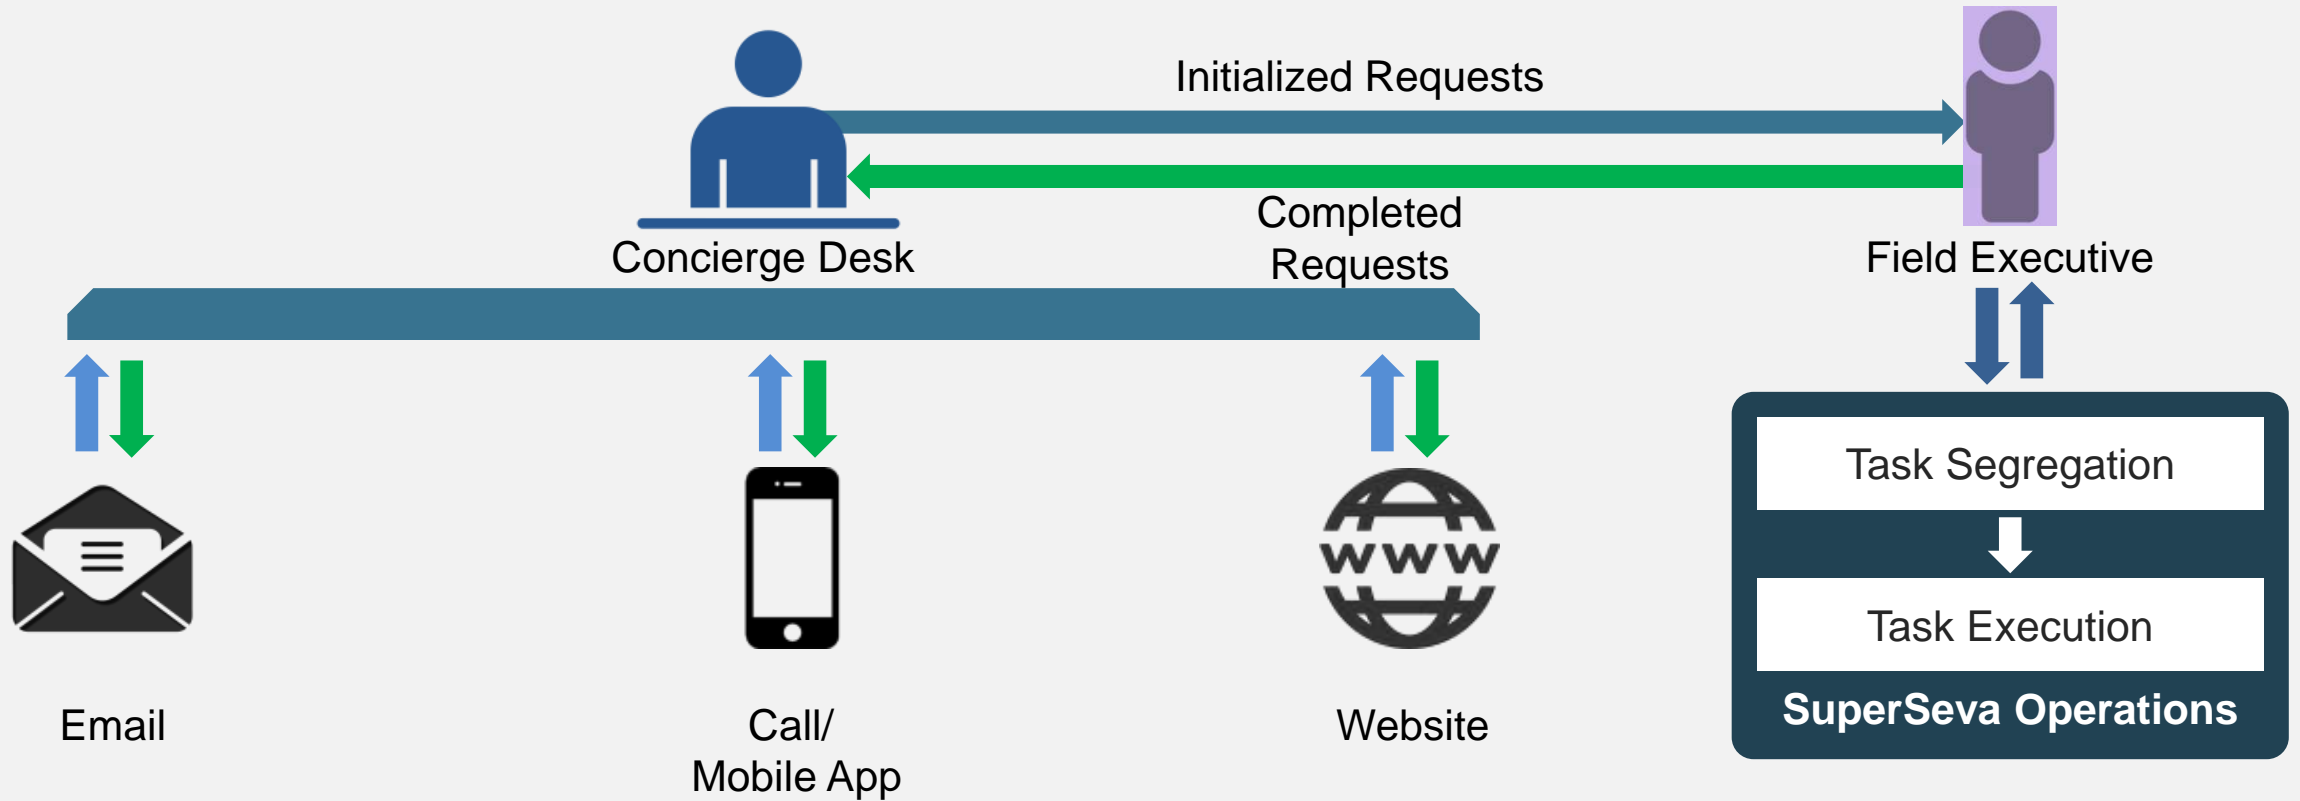 Initialized Requests
Completed
Requests
Concierge Desk
Field Executive
Task Segregation
Task Execution
SuperSeva Operations
www
Email
Call/
Mobile App
Website